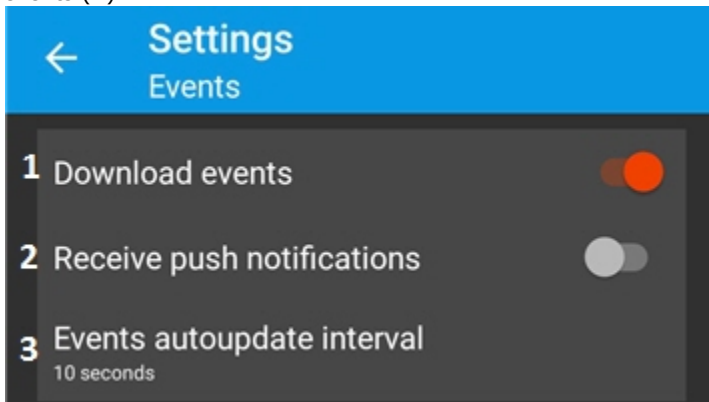 Settings
Events
1 Download events
2 Receive push notifications
3 Events autoupdate interval
10 seconds